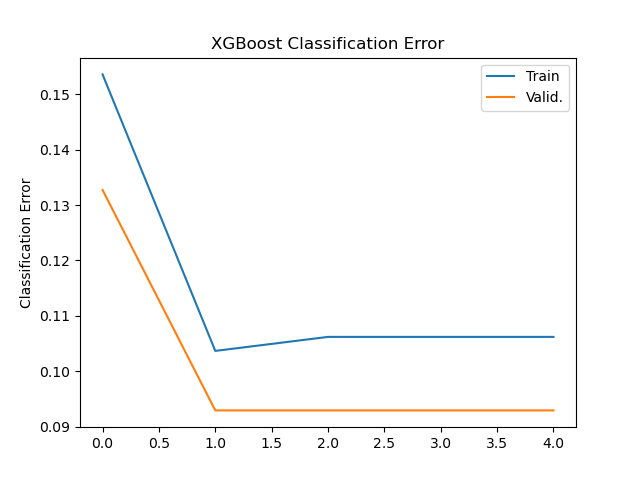 XGBoost Classification Error
Train
Valid.
Classification Error
0.15
0.14
0.13
0.12
0.11
0.10
0.09
0.0 0.5 1.0 1.5 2.0 2.5 3.0 3.5 4.0